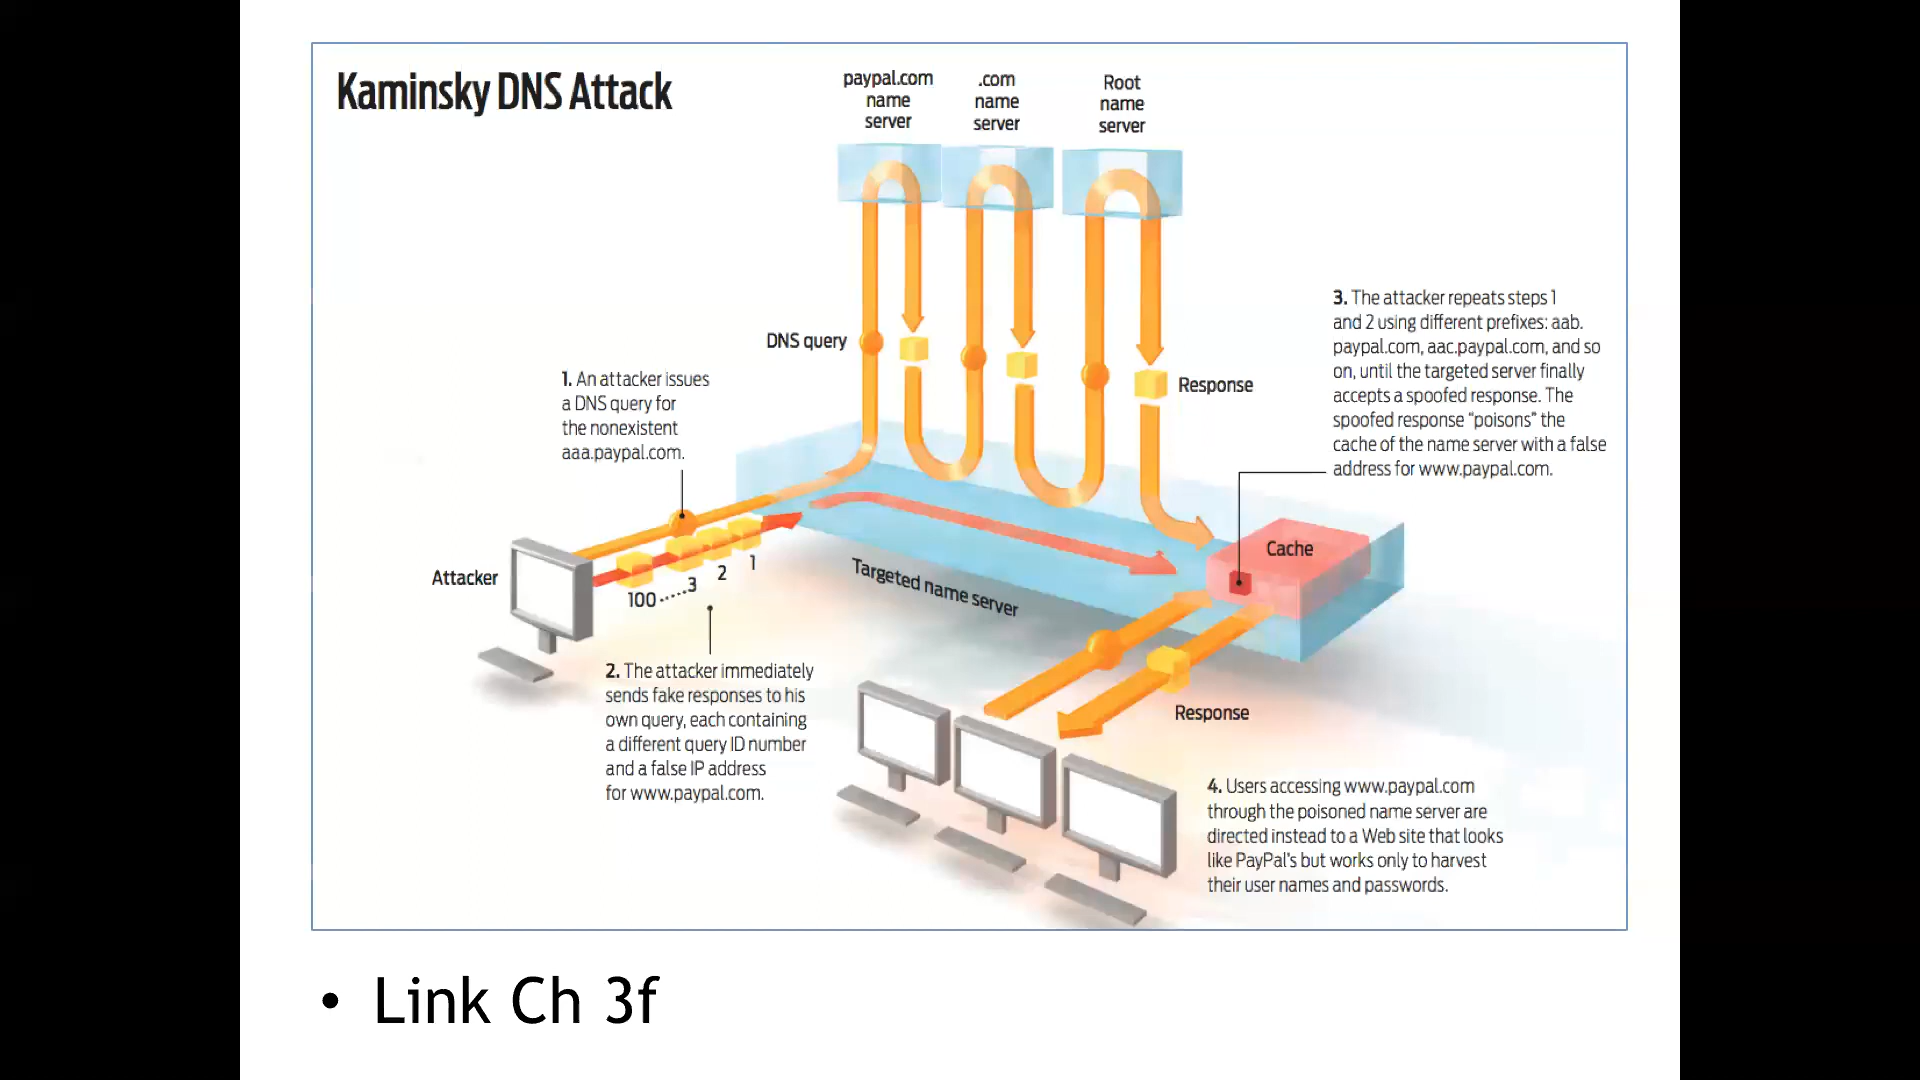 Kaminsky DNS Attack
paypal.com
name
server
.com
name
server
Root
name
server
DNS query
Response
1. An attacker issues
a DNS query for
the nonexistent
aaa.paypal.com.
3. The attacker repeats steps 1
and 2 using different prefixes: aab.
paypal.com, aac.paypal.com, and so
on, until the targeted server finally
accepts a spoofed response. The
spoofed response “poisons” the
cache of the name server with a false
address for www.paypal.com.
Attacker
100.....3 2 1
Targeted name server
Cache
2. The attacker immediately
sends fake responses to his
own query, each containing
a different query ID number
and a false IP address
for www.paypal.com.
Response
4. Users accessing www.paypal.com
through the poisoned name server are
directed instead to a Web site that looks
like PayPal's but works only to harvest
their user names and passwords.
• Link Ch 3f